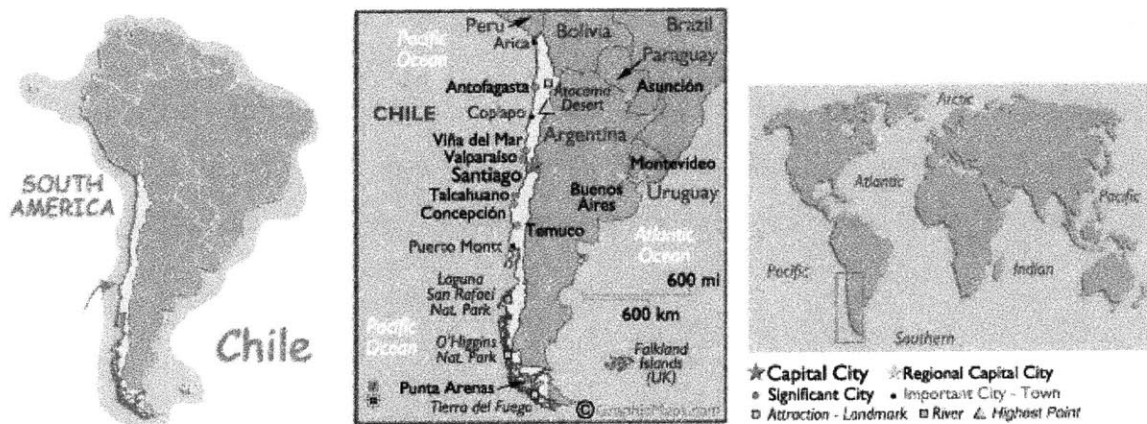 SOUTH
AMERICA
Chile
Peru
Bolivia
Brazil
Pacific
Ocean
Arica
Paraguay
Antofagasta
Atacama
Desert
Asunción
CHILE
Copiapo
Argentina
Viña del Mar
Valparaíso
Santiago
Montevideo
Talcahuano
Buenos
Aires
Uruguay
Concepción
Temuco
Puerto Montt
Atlantic
Ocean
Laguna
San Rafael
Nat. Park
600 mi
600 km
Pacific
Ocean
O'Higgins
Nat. Park
Falkland
Islands
(UK)
Punta Arenas
Tierra del Fuego
©GraphicMaps.com
Arctic
Atlantic
Pacific
Pacific
Indian
Southern
Capital City
Regional Capital City
Significant City
Important City - Town
Attraction - Landmark
River
Highest Point